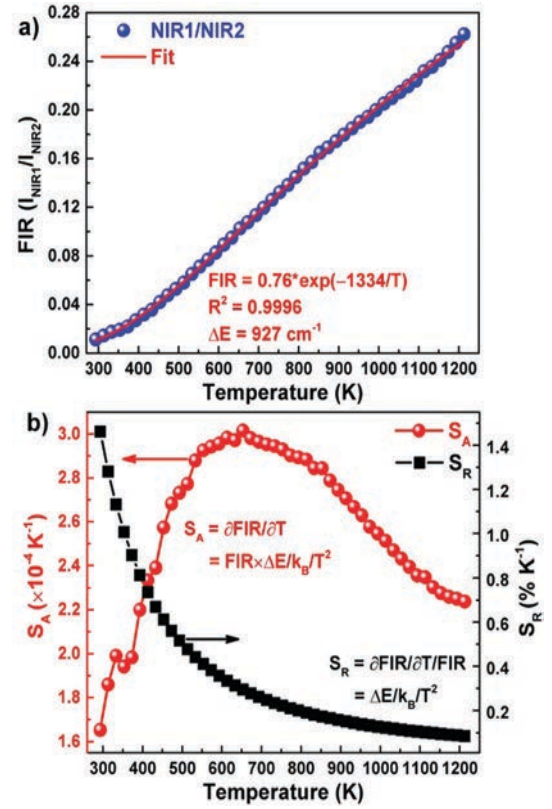 a)
NIR1/NIR2
Fit
FIR (I_NIR1/I_NIR2)
0.28
0.24
0.20
0.16
0.12
0.08
0.04
0.00
FIR = 0.76*exp(−1334/T)
R² = 0.9996
ΔE = 927 cm⁻¹
300 400 500 600 700 800 900 1000 1100 1200
Temperature (K)
b)
S_A
S_R
S_A (×10⁻⁴ K⁻¹)
3.0
2.8
2.6
2.4
2.2
2.0
1.8
1.6
S_A = ∂FIR/∂T
= FIR×ΔE/k_B/T²
S_R = ∂FIR/∂T/FIR
= ΔE/k_B/T²
1.4
1.2
1.0
0.8
0.6
0.4
0.2
S_R (% K⁻¹)
300 400 500 600 700 800 900 1000 1100 1200
Temperature (K)